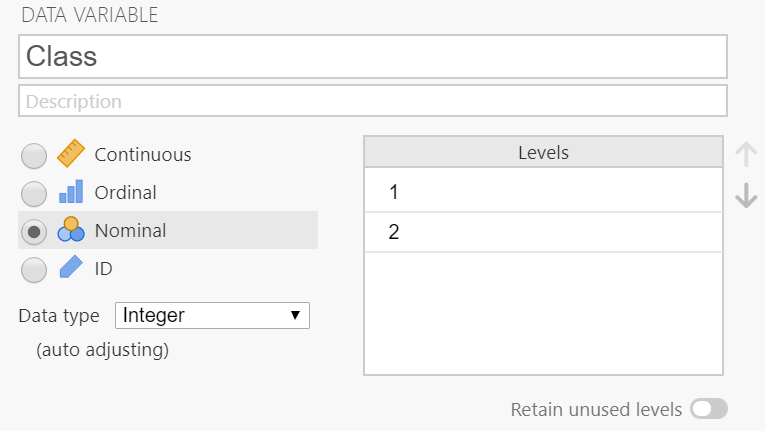 DATA VARIABLE
Class
Description
Continuous
Ordinal
Nominal
ID
Data type Integer
(auto adjusting)
Levels
1
2
Retain unused levels